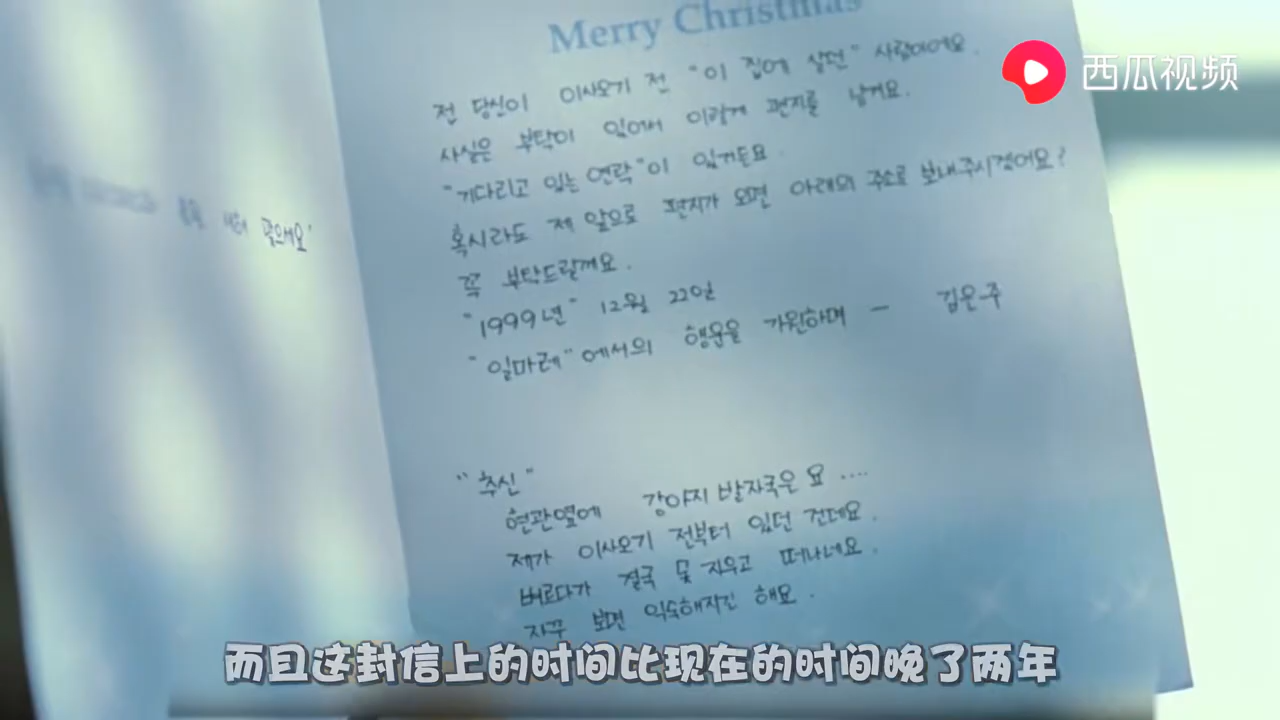 Merry Christmas
西瓜视频
전 당신이 이사오기 전 "이 집에 살던" 사람이에요.
사실은 부탁이 있어서 이렇게 편지를 남겨요.
"기다리고 있는 연락"이 있거든요.
혹시라도 제 앞으로 편지가 오면 아래의 주소로 보내주시겠어요?
꼭 부탁드릴께요.
"1999년" 12월 22일
"일마레"에서의 행운을 기원하며 - 김은주
"추신"
현관옆에 강아지 발자국은 요 ....
제가 이사오기 전부터 있던 건데요.
벼르다가 결국 못 지우고 떠나네요.
자꾸 보면 익숙해지긴 해요.
而且这封信上的时间比现在的时间晚了两年